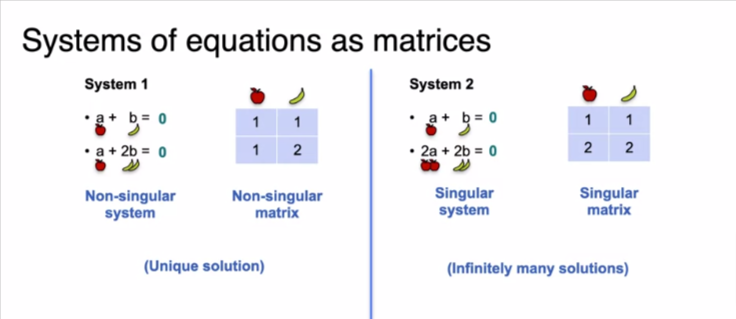 Systems of equations as matrices
System 1
• a + b = 0
• a + 2b = 0
1 1
1 2
Non-singular
system
Non-singular
matrix
(Unique solution)
System 2
• a + b = 0
• 2a + 2b = 0
1 1
2 2
Singular
system
Singular
matrix
(Infinitely many solutions)